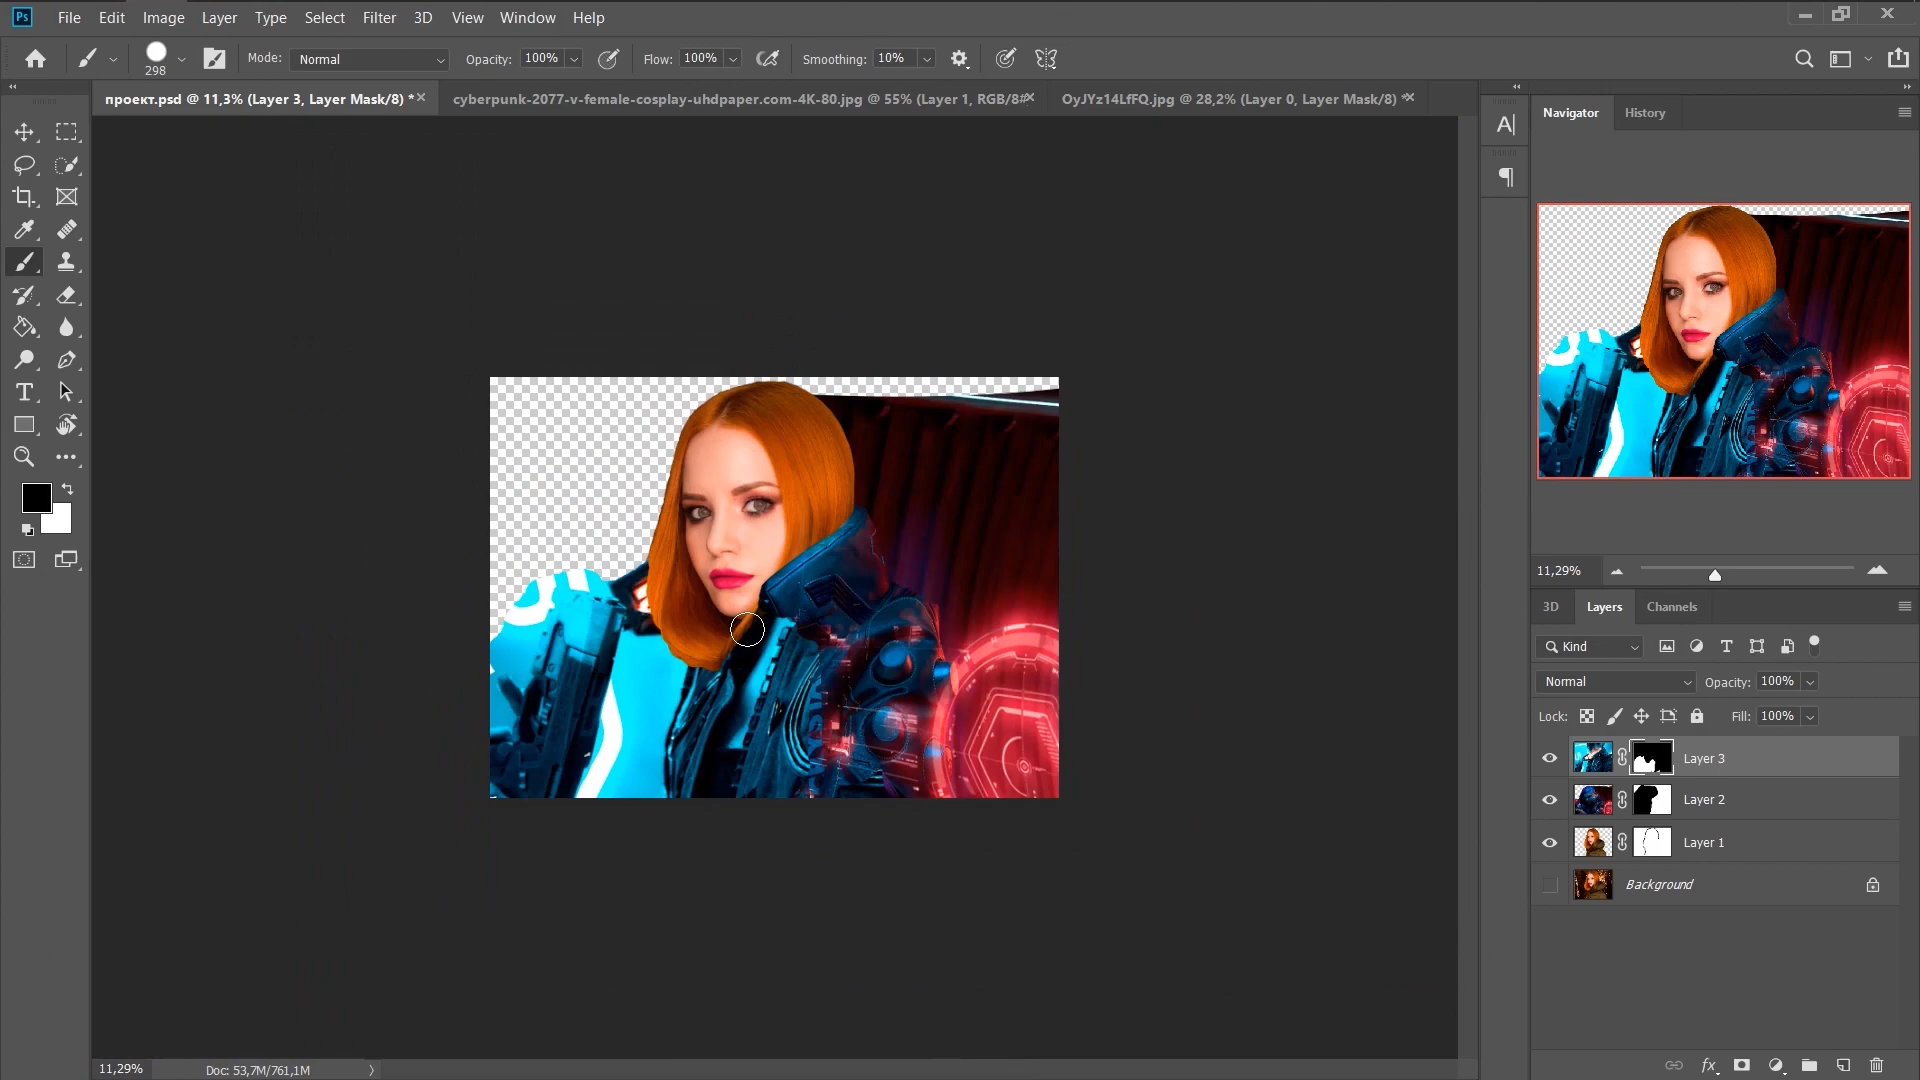 Ps File Edit Image Layer Type Select Filter 3D View Window Help
298 Mode: Normal Opacity: 100% Flow: 100% Smoothing: 10%
проект.psd @ 11,3% (Layer 3, Layer Mask/8) * cyberpunk-2077-v-female-cosplay-uhdpaper.com-4K-80.jpg @ 55% (Layer 1, RGB/8# OyJYz14LfFQ.jpg @ 28,2% (Layer 0, Layer Mask/8) *
Navigator History
11,29%
3D Layers Channels
Kind
Normal Opacity: 100%
Lock: Fill: 100%
Layer 3
Layer 2
Layer 1
Background
fx
11,29% Doc: 53,7M/761,1M